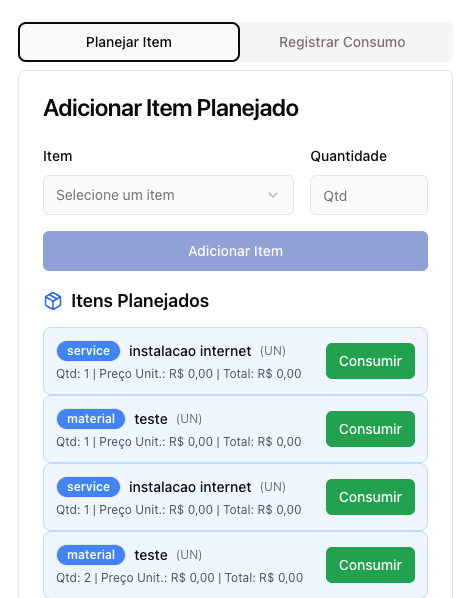 Planejar Item
Registrar Consumo
Adicionar Item Planejado
Item
Quantidade
Selecione um item
Qtd
Adicionar Item
Itens Planejados
service instalacao internet (UN)
Qtd: 1 | Preço Unit.: R$ 0,00 | Total: R$ 0,00
Consumir
material teste (UN)
Qtd: 1 | Preço Unit.: R$ 0,00 | Total: R$ 0,00
Consumir
service instalacao internet (UN)
Qtd: 1 | Preço Unit.: R$ 0,00 | Total: R$ 0,00
Consumir
material teste (UN)
Qtd: 2 | Preço Unit.: R$ 0,00 | Total: R$ 0,00
Consumir